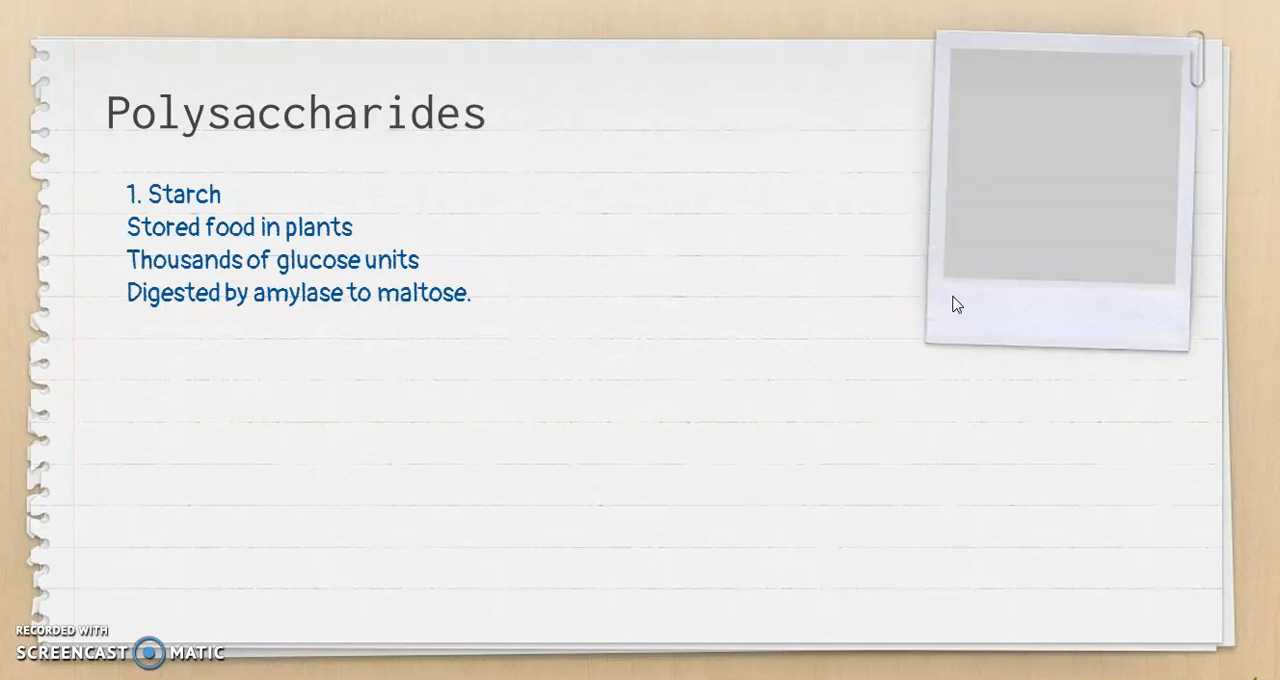 Polysaccharides
1. Starch
Stored food in plants
Thousands of glucose units
Digested by amylase to maltose.
RECORDED WITH
SCREENCAST MATIC